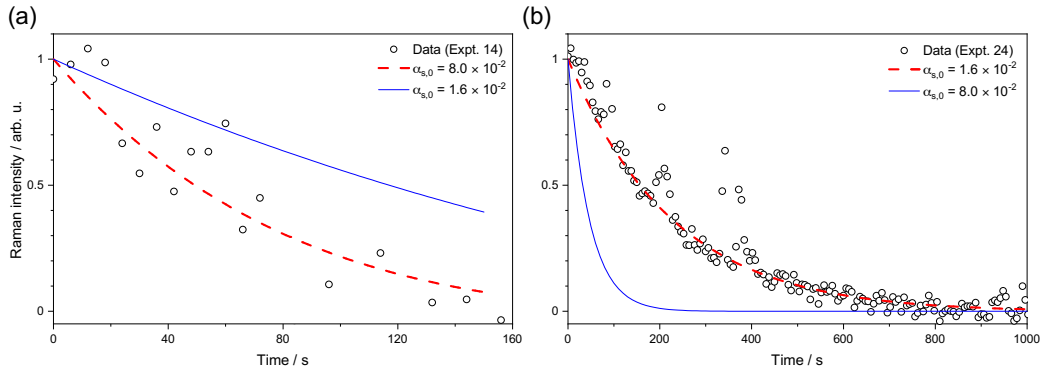 (a)
Raman intensity / arb. u.
1
0.5
0
0
40
80
120
160
Time / s
Data (Expt. 14)
αs,0 = 8.0 × 10-2
αs,0 = 1.6 × 10-2
(b)
1
0.5
0
0
200
400
600
800
1000
Time / s
Data (Expt. 24)
αs,0 = 1.6 × 10-2
αs,0 = 8.0 × 10-2